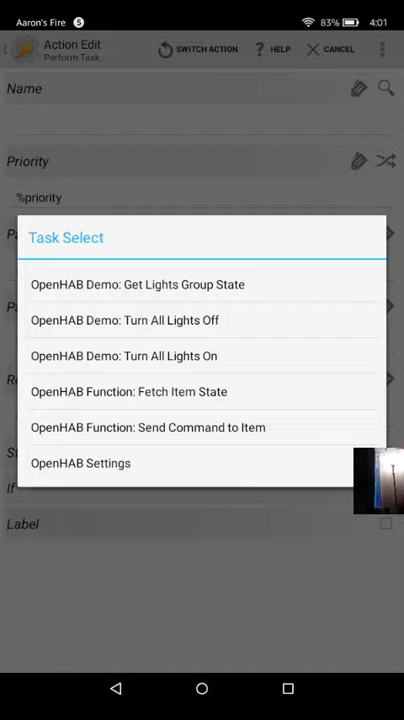 Aaron's Fire S 83% 4:01
Action Edit
Perform Task
SWITCH ACTION
? HELP
CANCEL
Name
Priority
%priority
Pa
Task Select
OpenHAB Demo: Get Lights Group State
OpenHAB Demo: Turn All Lights Off
OpenHAB Demo: Turn All Lights On
OpenHAB Function: Fetch Item State
OpenHAB Function: Send Command to Item
OpenHAB Settings
If
Label